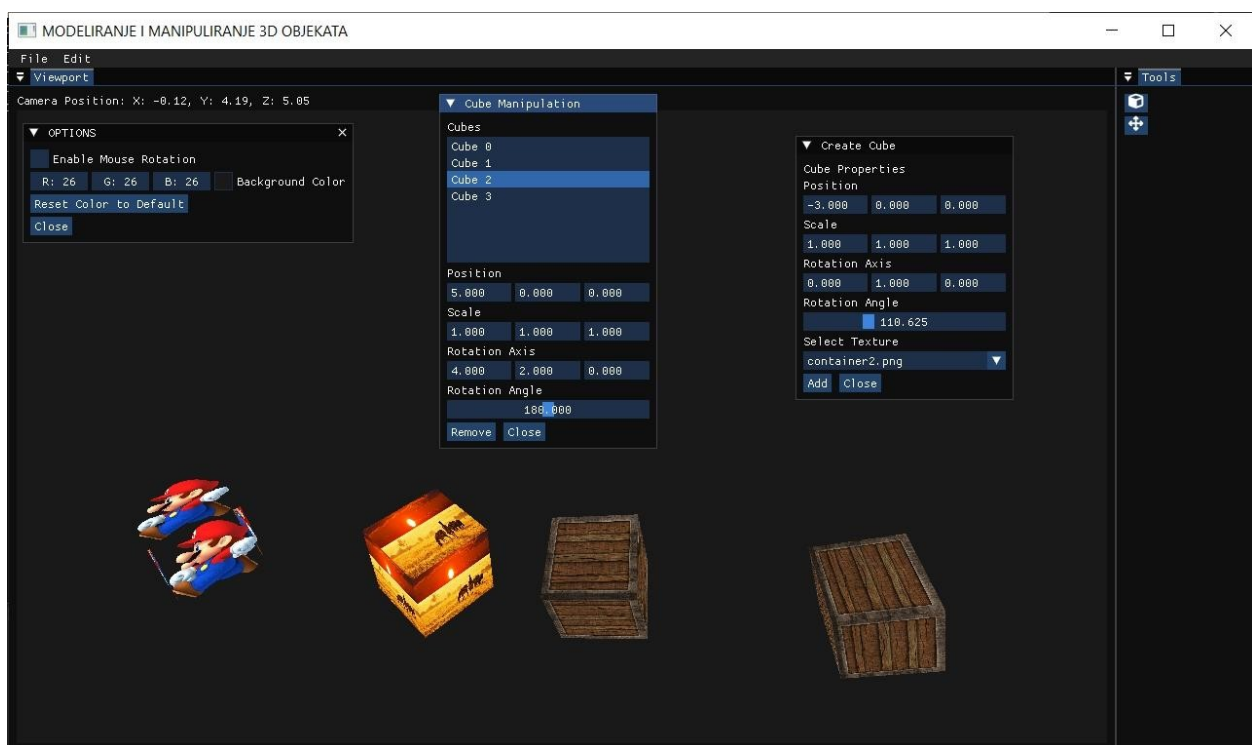 MODELIRANJE I MANIPULIRANJE 3D OBJEKATA
File Edit
Viewport
Tools
Camera Position: X: -0.12, Y: 4.19, Z: 5.05
OPTIONS
Enable Mouse Rotation
R: 26 G: 26 B: 26 Background Color
Reset Color to Default
Close
Cube Manipulation
Cubes
Cube 0
Cube 1
Cube 2
Cube 3
Position
5.000 0.000 0.000
Scale
1.000 1.000 1.000
Rotation Axis
4.000 2.000 0.000
Rotation Angle
180.000
Remove Close
Create Cube
Cube Properties
Position
-3.000 0.000 0.000
Scale
1.000 1.000 1.000
Rotation Axis
0.000 1.000 0.000
Rotation Angle
110.625
Select Texture
container2.png
Add Close